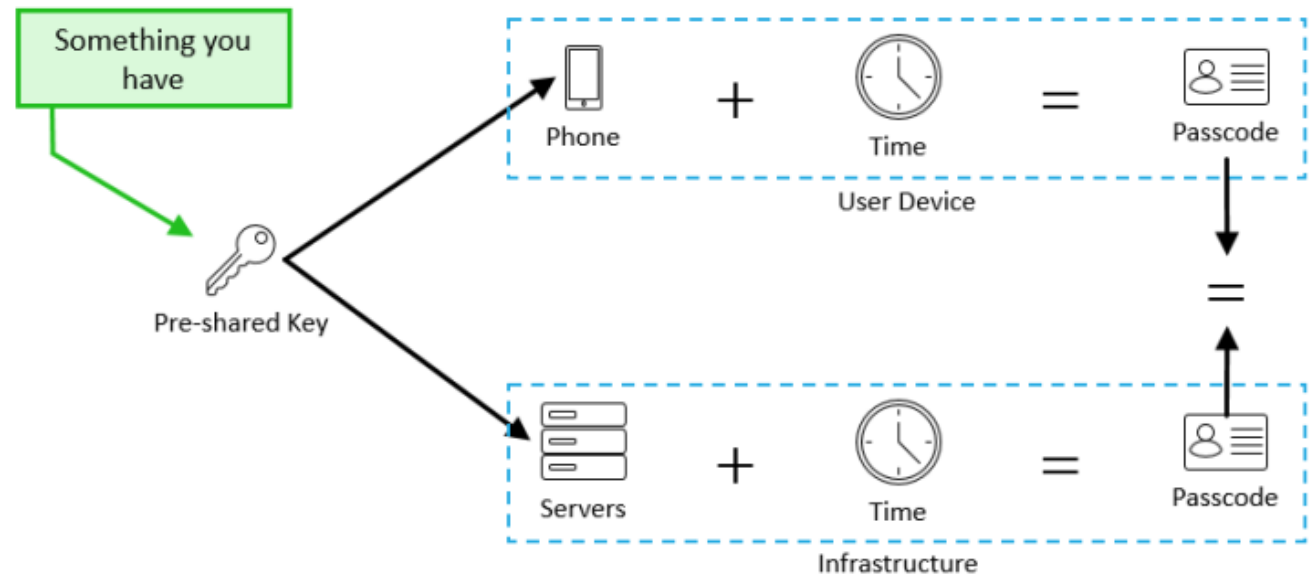 Something you
have
Phone
+
Time
=
Passcode
User Device
Pre-shared Key
=
Servers
+
Time
=
Passcode
Infrastructure